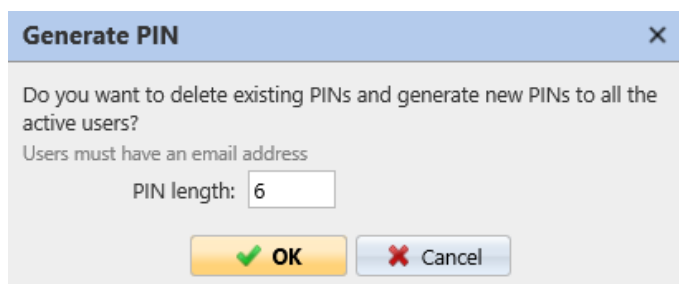 Generate PIN
Do you want to delete existing PINs and generate new PINs to all the
active users?
Users must have an email address
PIN length: 6
OK Cancel